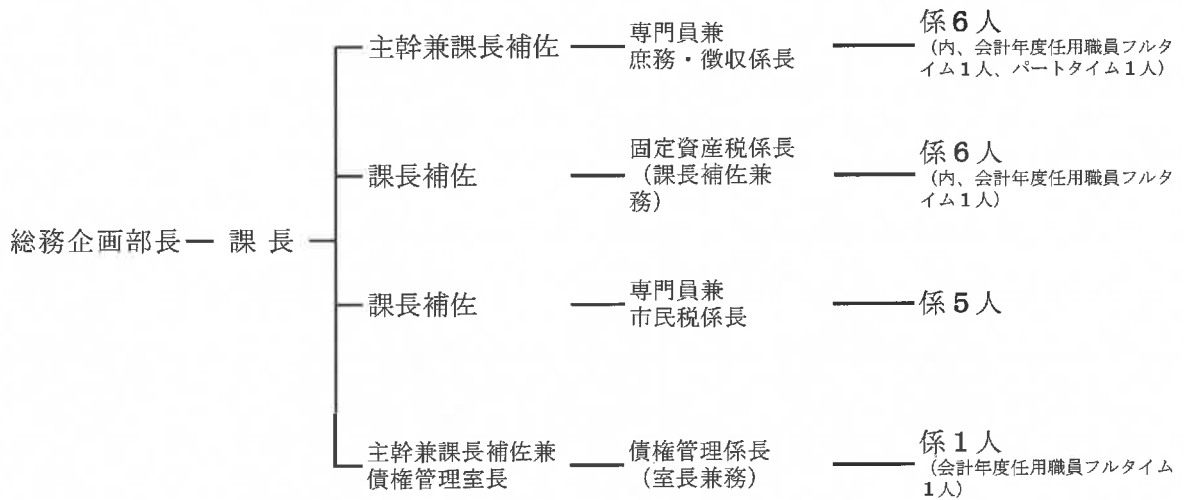 主幹兼課長補佐
専門員兼
庶務・徴収係長
係6人
(内、会計年度任用職員フルタ
イム1人、パートタイム1人)
課長補佐
固定資産税係長
(課長補佐兼
務)
係6人
(内、会計年度任用職員フルタ
イム1人)
総務企画部長
課 長
課長補佐
専門員兼
市民税係長
係5人
主幹兼課長補佐兼
債権管理室長
債権管理係長
(室長兼務)
係1人
(会計年度任用職員フルタイム
1人)